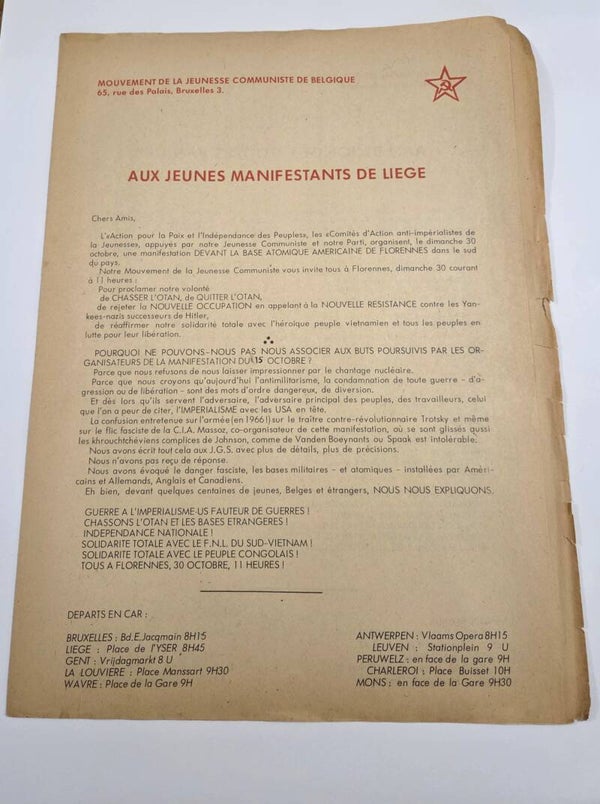 MOUVEMENT DE LA JEUNESSE COMMUNISTE DE BELGIQUE
65, rue des Palais, Bruxelles 3.
AUX JEUNES MANIFESTANTS DE LIEGE
Chers Amis,
L'«Action pour la Paix et l'Indépendance des Peuples», les «Comités d'Action anti-impérialistes de
la Jeunesse», appuyés par notre Jeunesse Communiste et notre Parti, organisent, le dimanche 30
octobre, une manifestation DEVANT LA BASE ATOMIQUE AMERICAINE DE FLORENNES dans le sud
du pays.
Notre Mouvement de la Jeunesse Communiste vous invite tous à Florennes, dimanche 30 courant
à 11 heures :
Pour proclamer notre volonté
de CHASSER L'OTAN, de QUITTER L'OTAN,
de rejeter la NOUVELLE OCCUPATION en appelant à la NOUVELLE RESISTANCE contre les Yan-
kees-nazis successeurs de Hitler,
de réaffirmer notre solidarité totale avec l'héroïque peuple vietnamien et tous les peuples en
lutte pour leur libération.
POURQUOI NE POUVONS-NOUS PAS NOUS ASSOCIER AUX BUTS POURSUIVIS PAR LES OR-
GANISATEURS DE LA MANIFESTATION DU 15 OCTOBRE ?
Parce que nous refusons de nous laisser impressionner par le chantage nucléaire.
Parce que nous croyons qu'aujourd'hui l'antimilitarisme, la condamnation de toute guerre - d'a-
gression ou de libération - sont des mots d'ordre dangereux, de diversion.
Et dès lors qu'ils servent l'adversaire, l'adversaire principal des peuples, des travailleurs, celui
que l'on a peur de citer, l'IMPERIALISME avec les USA en tête.
La confusion entretenue sur l'armée (en 1966!) sur le traître contre-révolutionnaire Trotsky et même
sur le flic fasciste de la C.I.A. Massoz, co-organisateur de cette manifestation, où se sont glissés aussi
les khrouchtchéviens complices de Johnson, comme de Vanden Boeynants ou Spaak est intolérable.
Nous avons écrit tout cela aux J.G.S. avec plus de détails, plus de précisions.
Nous n'avons pas reçu de réponse.
Nous avons évoqué le danger fasciste, les bases militaires - et atomiques - installées par Améri-
cains et Allemands, Anglais et Canadiens.
Eh bien, devant quelques centaines de jeunes, Belges et étrangers, NOUS NOUS EXPLIQUONS.
GUERRE A L'IMPERIALISME-US FAUTEUR DE GUERRES !
CHASSONS L'OTAN ET LES BASES ETRANGERES !
INDEPENDANCE NATIONALE !
SOLIDARITE TOTALE AVEC LE F.N.L. DU SUD-VIETNAM !
SOLIDARITE TOTALE AVEC LE PEUPLE CONGOLAIS !
TOUS A FLORENNES, 30 OCTOBRE, 11 HEURES !
DEPARTS EN CAR :
BRUXELLES : Bd.E.Jacqmain 8H15
LIEGE : Place de l'YSER 8H45
GENT : Vrijdagmarkt 8 U
LA LOUVIERE : Place Manssart 9H30
WAVRE : Place de la Gare 9H
ANTWERPEN : Vlaams Opera 8H15
LEUVEN : Stationplein 9 U
PERUWELZ : en face de la gare 9H
CHARLEROI : Place Buisset 10H
MONS : en face de la Gare 9H30